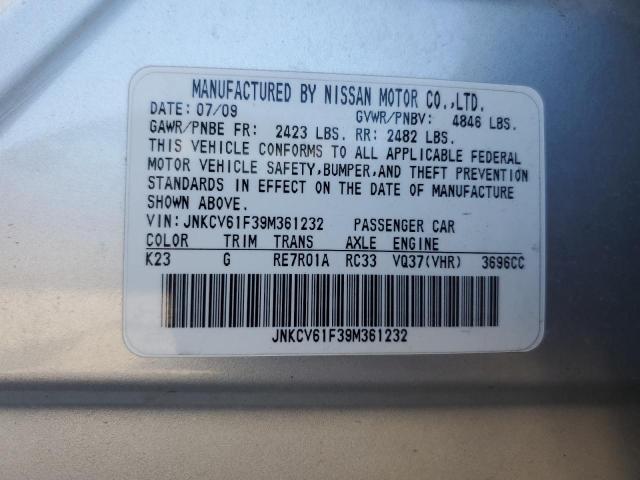 MANUFACTURED BY NISSAN MOTOR CO.,LTD.
DATE: 07/09 GVWR/PNBV: 4846 LBS.
GAWR/PNBE FR: 2423 LBS. RR: 2482 LBS.
THIS VEHICLE CONFORMS TO ALL APPLICABLE FEDERAL
MOTOR VEHICLE SAFETY,BUMPER,AND THEFT PREVENTION
STANDARDS IN EFFECT ON THE DATE OF MANUFACTURE
SHOWN ABOVE.
VIN: JNKCV61F39M361232 PASSENGER CAR
COLOR TRIM TRANS AXLE ENGINE
K23 G RE7R01A RC33 VQ37(VHR) 3696CC
JNKCV61F39M361232